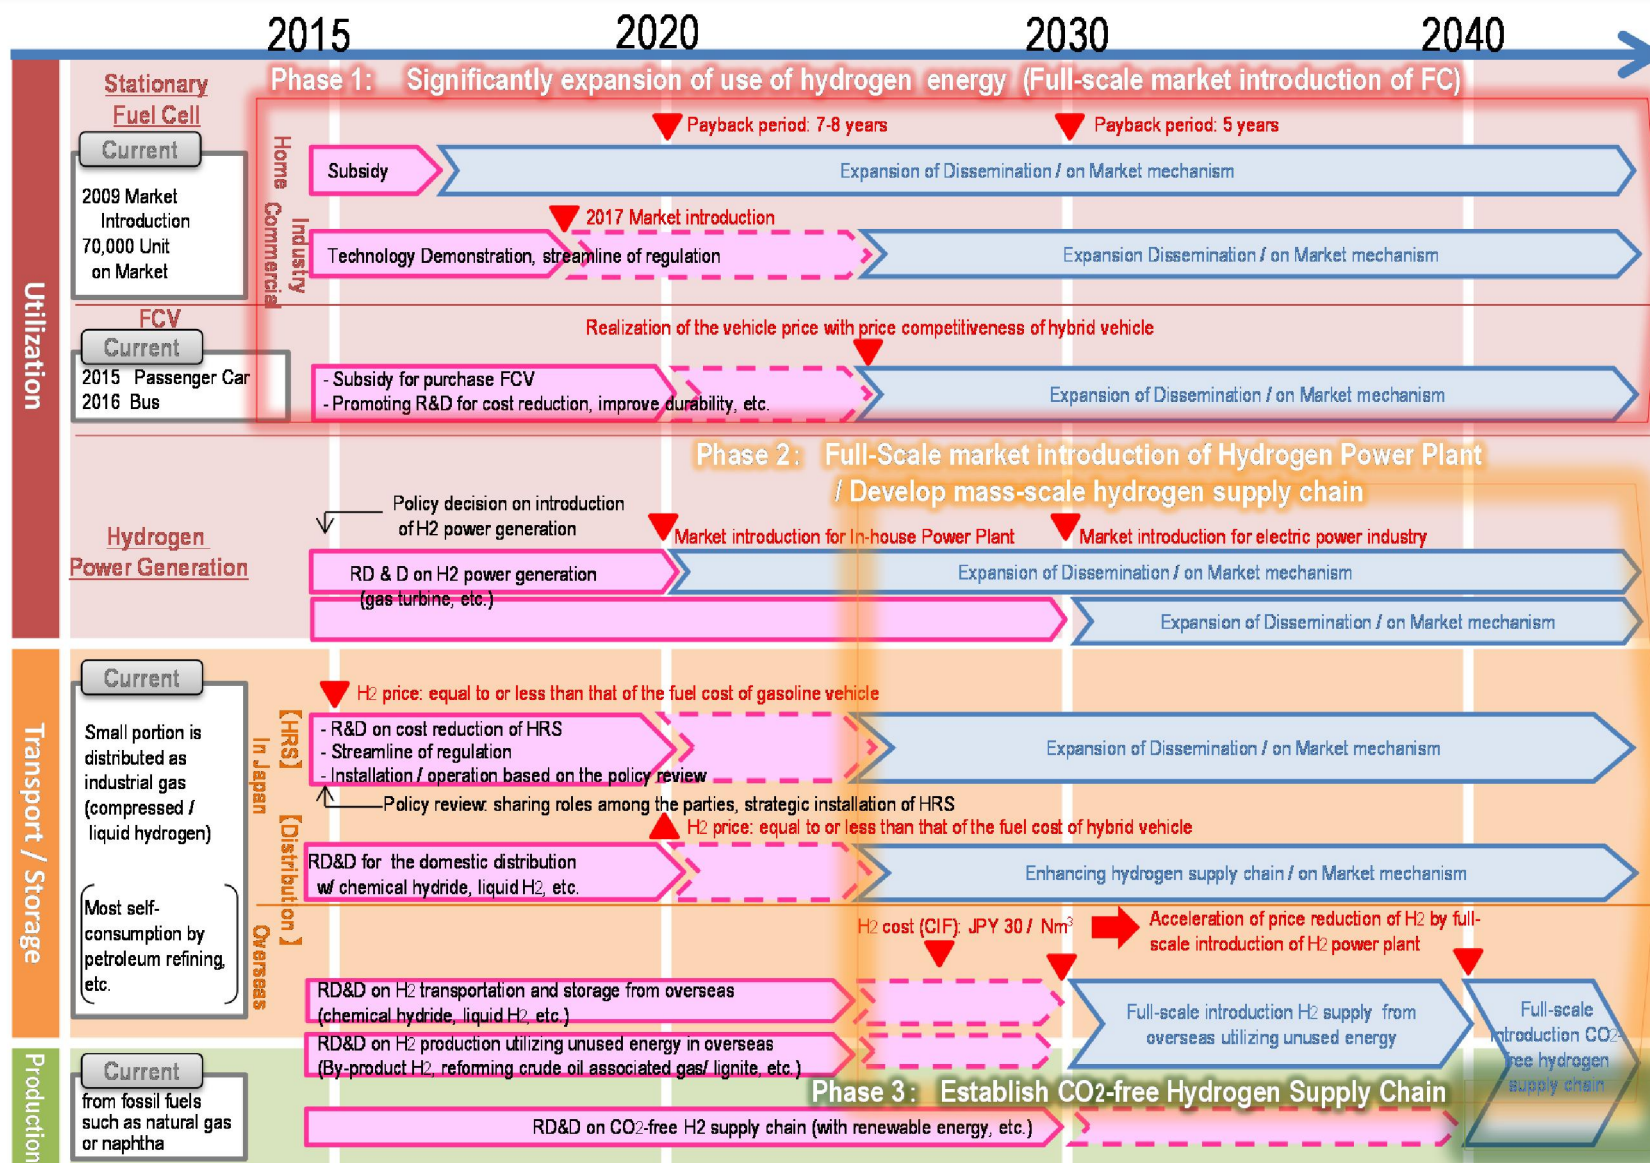 2015
2020
2030
2040
Phase 1: Significantly expansion of use of hydrogen energy (Full-scale market introduction of FC)
Utilization
Stationary
Fuel Cell
Current
2009 Market
Introduction
70,000 Unit
on Market
Home
Commercial
Industry
Payback period: 7-8 years
Payback period: 5 years
Subsidy
Expansion of Dissemination / on Market mechanism
2017 Market introduction
Technology Demonstration, streamline of regulation
Expansion Dissemination / on Market mechanism
FCV
Current
2015 Passenger Car
2016 Bus
Realization of the vehicle price with price competitiveness of hybrid vehicle
- Subsidy for purchase FCV
- Promoting R&D for cost reduction, improve durability, etc.
Expansion of Dissemination / on Market mechanism
Phase 2: Full-Scale market introduction of Hydrogen Power Plant
/ Develop mass-scale hydrogen supply chain
Hydrogen
Power Generation
Policy decision on introduction
of H2 power generation
Market introduction for In-house Power Plant
Market introduction for electric power industry
RD & D on H2 power generation
(gas turbine, etc.)
Expansion of Dissemination / on Market mechanism
Expansion of Dissemination / on Market mechanism
Transport / Storage
Current
Small portion is
distributed as
industrial gas
(compressed /
liquid hydrogen)
Most self-
consumption by
petroleum refining,
etc.
In Japan
【HRS】
【Distribution】
Overseas
H2 price: equal to or less than that of the fuel cost of gasoline vehicle
- R&D on cost reduction of HRS
- Streamline of regulation
- Installation / operation based on the policy review
Expansion of Dissemination / on Market mechanism
Policy review: sharing roles among the parties, strategic installation of HRS
H2 price: equal to or less than that of the fuel cost of hybrid vehicle
RD&D for the domestic distribution
w/ chemical hydride, liquid H2, etc.
Enhancing hydrogen supply chain / on Market mechanism
H2 cost (CIF): JPY 30 / Nm³
Acceleration of price reduction of H2 by full-
scale introduction of H2 power plant
RD&D on H2 transportation and storage from overseas
(chemical hydride, liquid H2, etc.)
RD&D on H2 production utilizing unused energy in overseas
(By-product H2, reforming crude oil associated gas/ lignite, etc.)
Full-scale introduction H2 supply from
overseas utilizing unused energy
Full-scale
introduction CO2-
free hydrogen
supply chain
Production
Current
from fossil fuels
such as natural gas
or naphtha
Phase 3: Establish CO2-free Hydrogen Supply Chain
RD&D on CO2-free H2 supply chain (with renewable energy, etc.)